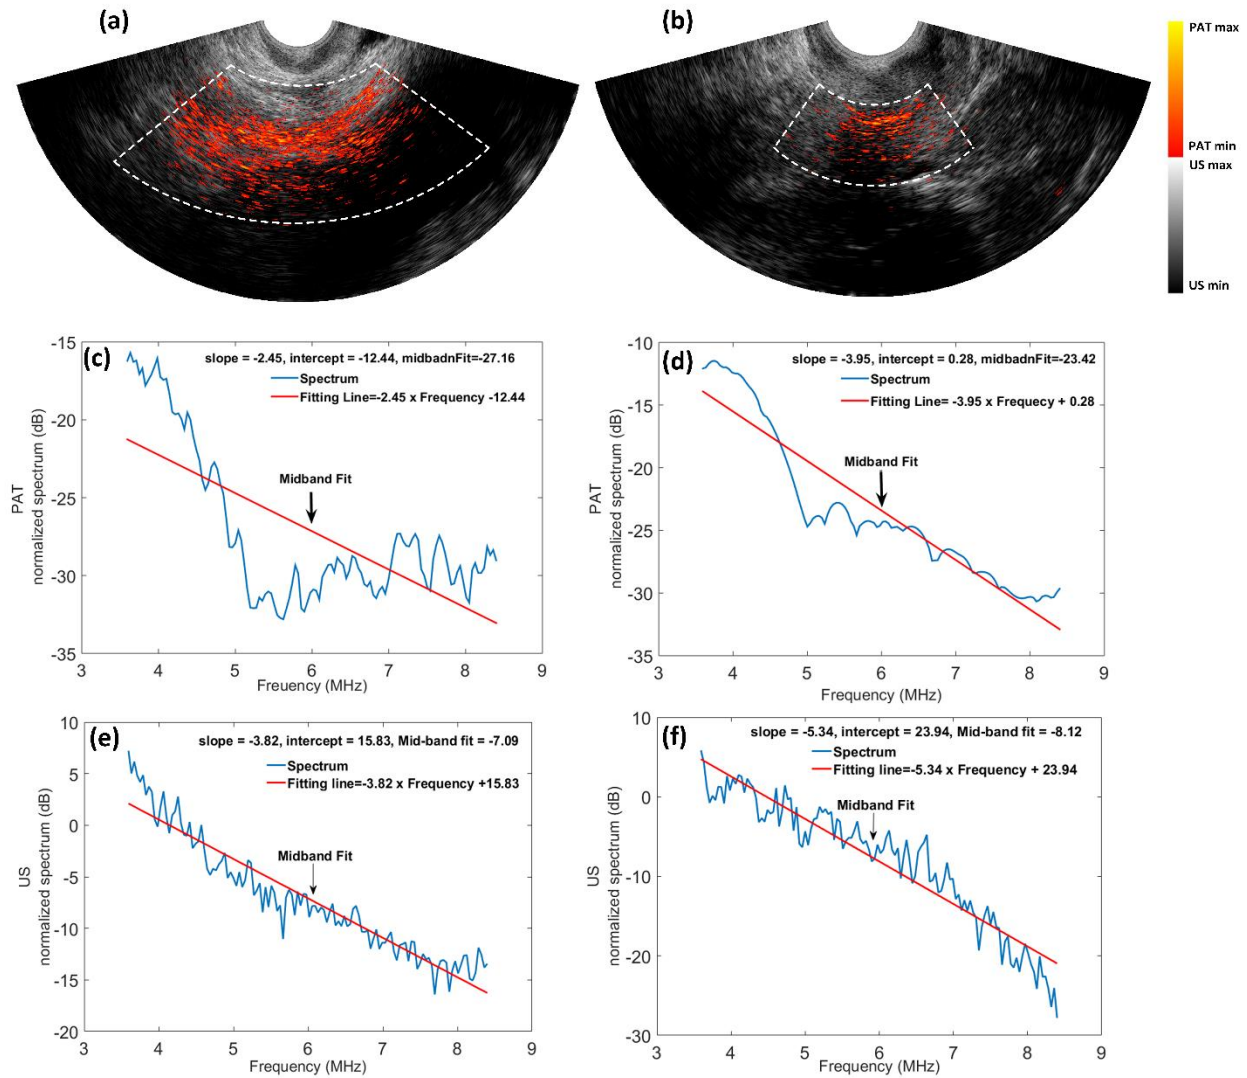 (a)
(b)
PAT max
PAT min
US max
US min
(c)
slope = -2.45, intercept = -12.44, midbadnFit=-27.16
Spectrum
Fitting Line=-2.45 x Frequency -12.44
Midband Fit
-15
-20
-25
-30
-35
3 4 5 6 7 8 9
PAT
normalized spectrum (dB)
Freuency (MHz)
(d)
slope = -3.95, intercept = 0.28, midbadnFit=-23.42
Spectrum
Fitting Line= -3.95 x Frequecy + 0.28
Midband Fit
-10
-15
-20
-25
-30
-35
3 4 5 6 7 8 9
PAT
normalized spectrum (dB)
Frequency (MHz)
(e)
slope = -3.82, intercept = 15.83, Mid-band fit = -7.09
Spectrum
Fitting line=-3.82 x Frequency +15.83
Midband Fit
10
5
0
-5
-10
-15
-20
3 4 5 6 7 8 9
US
normalized spectrum (dB)
Frequency (MHz)
(f)
slope = -5.34, intercept = 23.94, Mid-band fit = -8.12
Spectrum
Fitting line=-5.34 x Frequency + 23.94
Midband Fit
10
0
-10
-20
-30
3 4 5 6 7 8 9
US
normalized spectrum (dB)
Frequency (MHz)